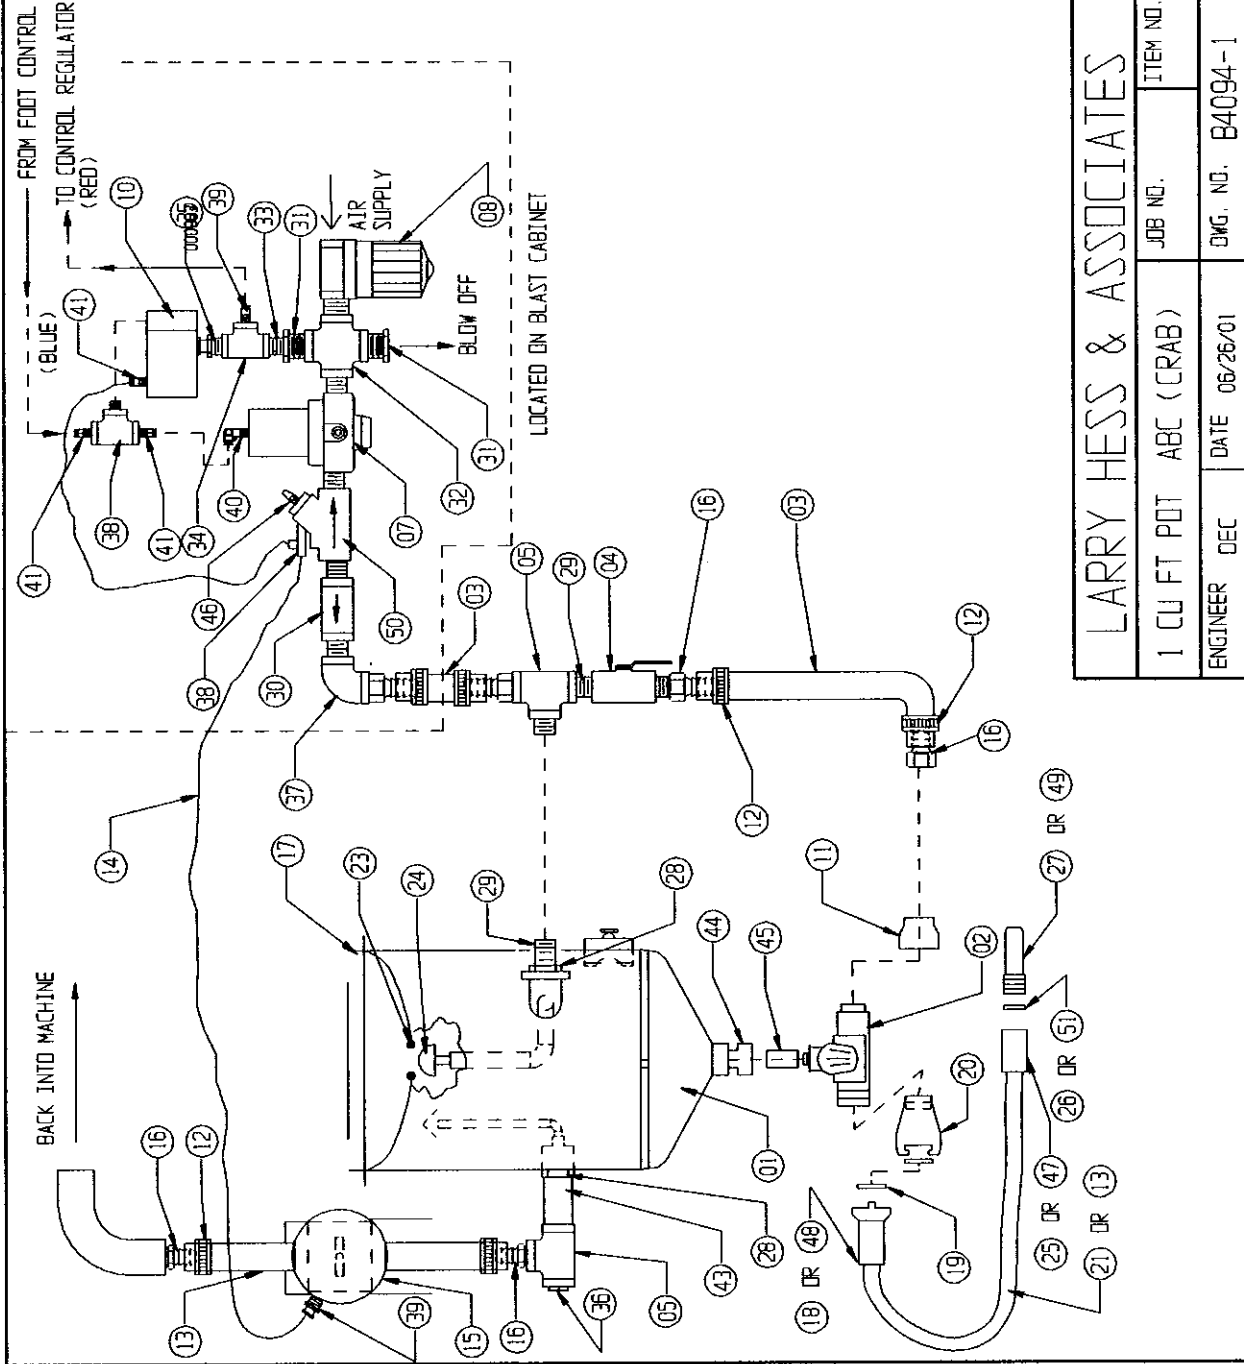 FROM FOOT CONTROL
BACK INTO MACHINE
41
(BLUE)
TO CONTROL REGULATOR
(RED)
14
38
41
10
16
12
41
13
38
46
34
39
40
30
33
17
37
31
23
AIR
SUPPLY
39
50
07
24
15
32
BLOW OFF
03
29
31
08
16
05
LOCATED ON BLAST CABINET
36
29
05
43
28
04
28
44
16
12
45
01
18 OR 48
03
11
19
20
02
12
16
25 OR 47
26 OR 51
27 OR 49
21 OR 13
LARRY HESS & ASSOCIATES
1 CU FT POT ABC (CRAB)
JOB NO.
ITEM NO.
ENGINEER DEC
DATE 06/26/01
DWG. NO. B4094-1